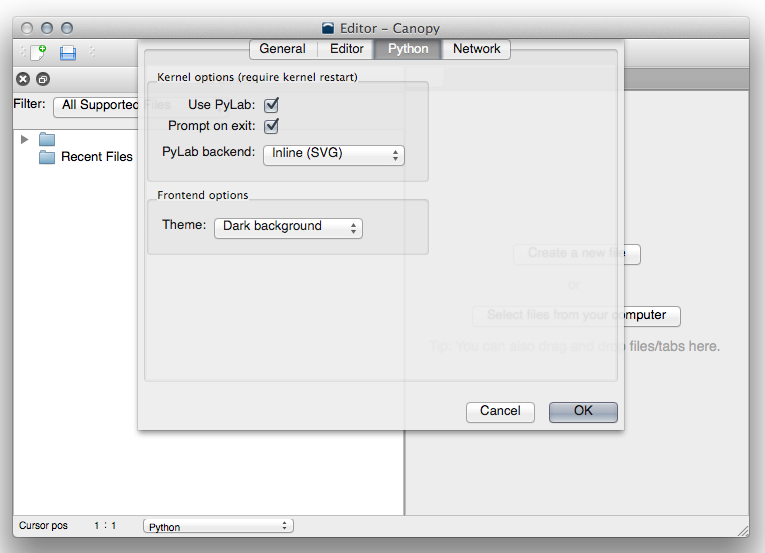 Editor – Canopy
General Editor Python Network
Kernel options (require kernel restart)
Filter: All Supported Files
Use PyLab:
Prompt on exit:
PyLab backend: Inline (SVG)
Recent Files
Frontend options
Theme: Dark background
Create a new file
or
Select files from your computer
Tip: You can also drag and drop files/tabs here.
Cancel OK
Cursor pos 1 : 1 Python